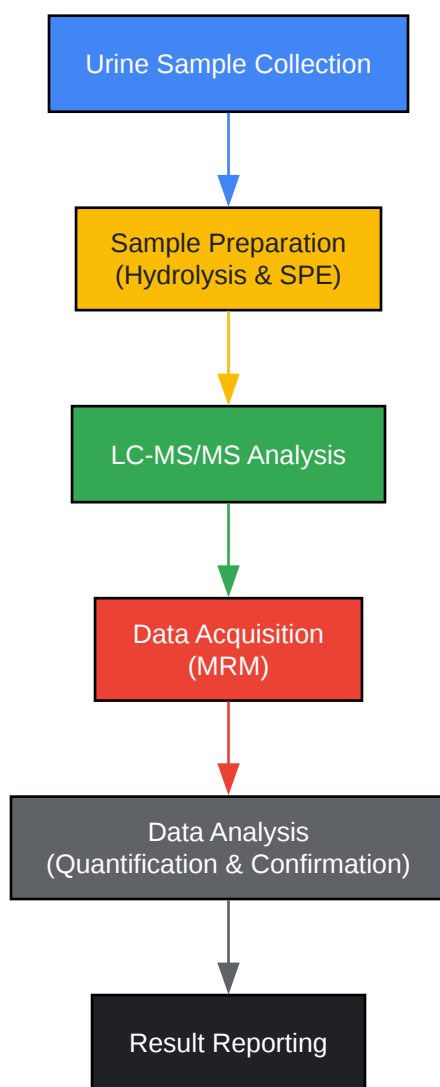 Urine Sample Collection
Sample Preparation
(Hydrolysis & SPE)
LC-MS/MS Analysis
Data Acquisition
(MRM)
Data Analysis
(Quantification & Confirmation)
Result Reporting